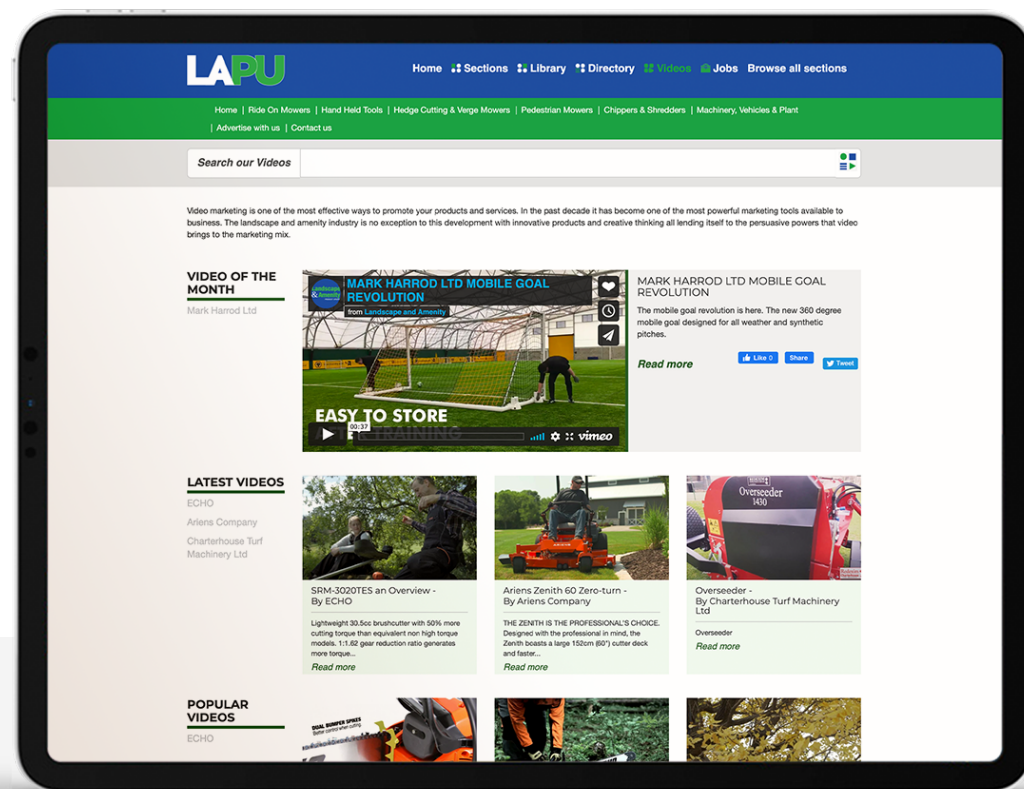 LAPU
Home Sections Library Directory Videos Jobs Browse all sections
Home | Ride On Mowers | Hand Held Tools | Hedge Cutting & Verge Mowers | Pedestrian Mowers | Chippers & Shredders | Machinery, Vehicles & Plant
| Advertise with us | Contact us
Search our Videos
Video marketing is one of the most effective ways to promote your products and services. In the past decade it has become one of the most powerful marketing tools available to
business. The landscape and amenity industry is no exception to this development with innovative products and creative thinking all lending itself to the persuasive powers that video
brings to the marketing mix.
VIDEO OF THE
MONTH
Mark Harrod Ltd
Landscape
& Amenity
MARK HARROD LTD MOBILE GOAL
REVOLUTION
from Landscape and Amenity
EASY TO STORE
AFTER TRAINING
00:37
vimeo
MARK HARROD LTD MOBILE GOAL
REVOLUTION
The mobile goal revolution is here. The new 360 degree
mobile goal designed for all weather and synthetic
pitches.
Read more
Like 0
Share
Tweet
LATEST VIDEOS
ECHO
Ariens Company
Charterhouse Turf
Machinery Ltd
SRM-3020TES an Overview -
By ECHO
Lightweight 30.5cc brushcutter with 50% more
cutting torque than equivalent non high torque
models. 1:1.62 gear reduction ratio generates
more torque...
Read more
Ariens Zenith 60 Zero-turn -
By Ariens Company
THE ZENITH IS THE PROFESSIONAL'S CHOICE.
Designed with the professional in mind, the
Zenith boasts a large 152cm (60") cutter deck
and faster...
Read more
Overseeder
1430
Overseeder -
By Charterhouse Turf Machinery
Ltd
Overseeder
Read more
POPULAR
VIDEOS
ECHO
DUAL BUMPER SPIKES
Better control when cutting